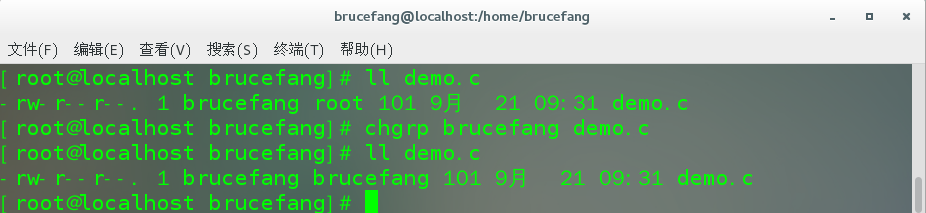 brucefang@localhost:/home/brucefang
文件(F) 编辑(E) 查看(V) 搜索(S) 终端(T) 帮助(H)
[root@localhost brucefang]# ll demo.c
-rw-r--r--. 1 brucefang root 101 9月  21 09:31 demo.c
[root@localhost brucefang]# chgrp brucefang demo.c
[root@localhost brucefang]# ll demo.c
-rw-r--r--. 1 brucefang brucefang 101 9月  21 09:31 demo.c
[root@localhost brucefang]#